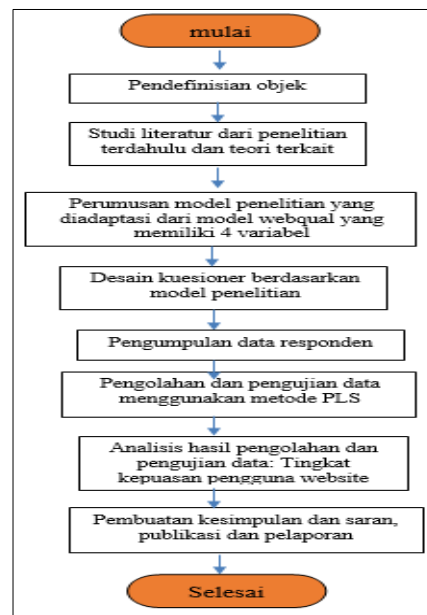 mulai
Pendefinisian objek
Studi literatur dari penelitian
terdahulu dan teori terkait
Perumusan model penelitian yang
diadaptasi dari model webqual yang
memiliki 4 variabel
Desain kuesioner berdasarkan
model penelitian
Pengumpulan data responden
Pengolahan dan pengujian data
menggunakan metode PLS
Analisis hasil pengolahan dan
pengujian data: Tingkat
kepuasan pengguna website
Pembuatan kesimpulan dan saran,
publikasi dan pelaporan
Selesai